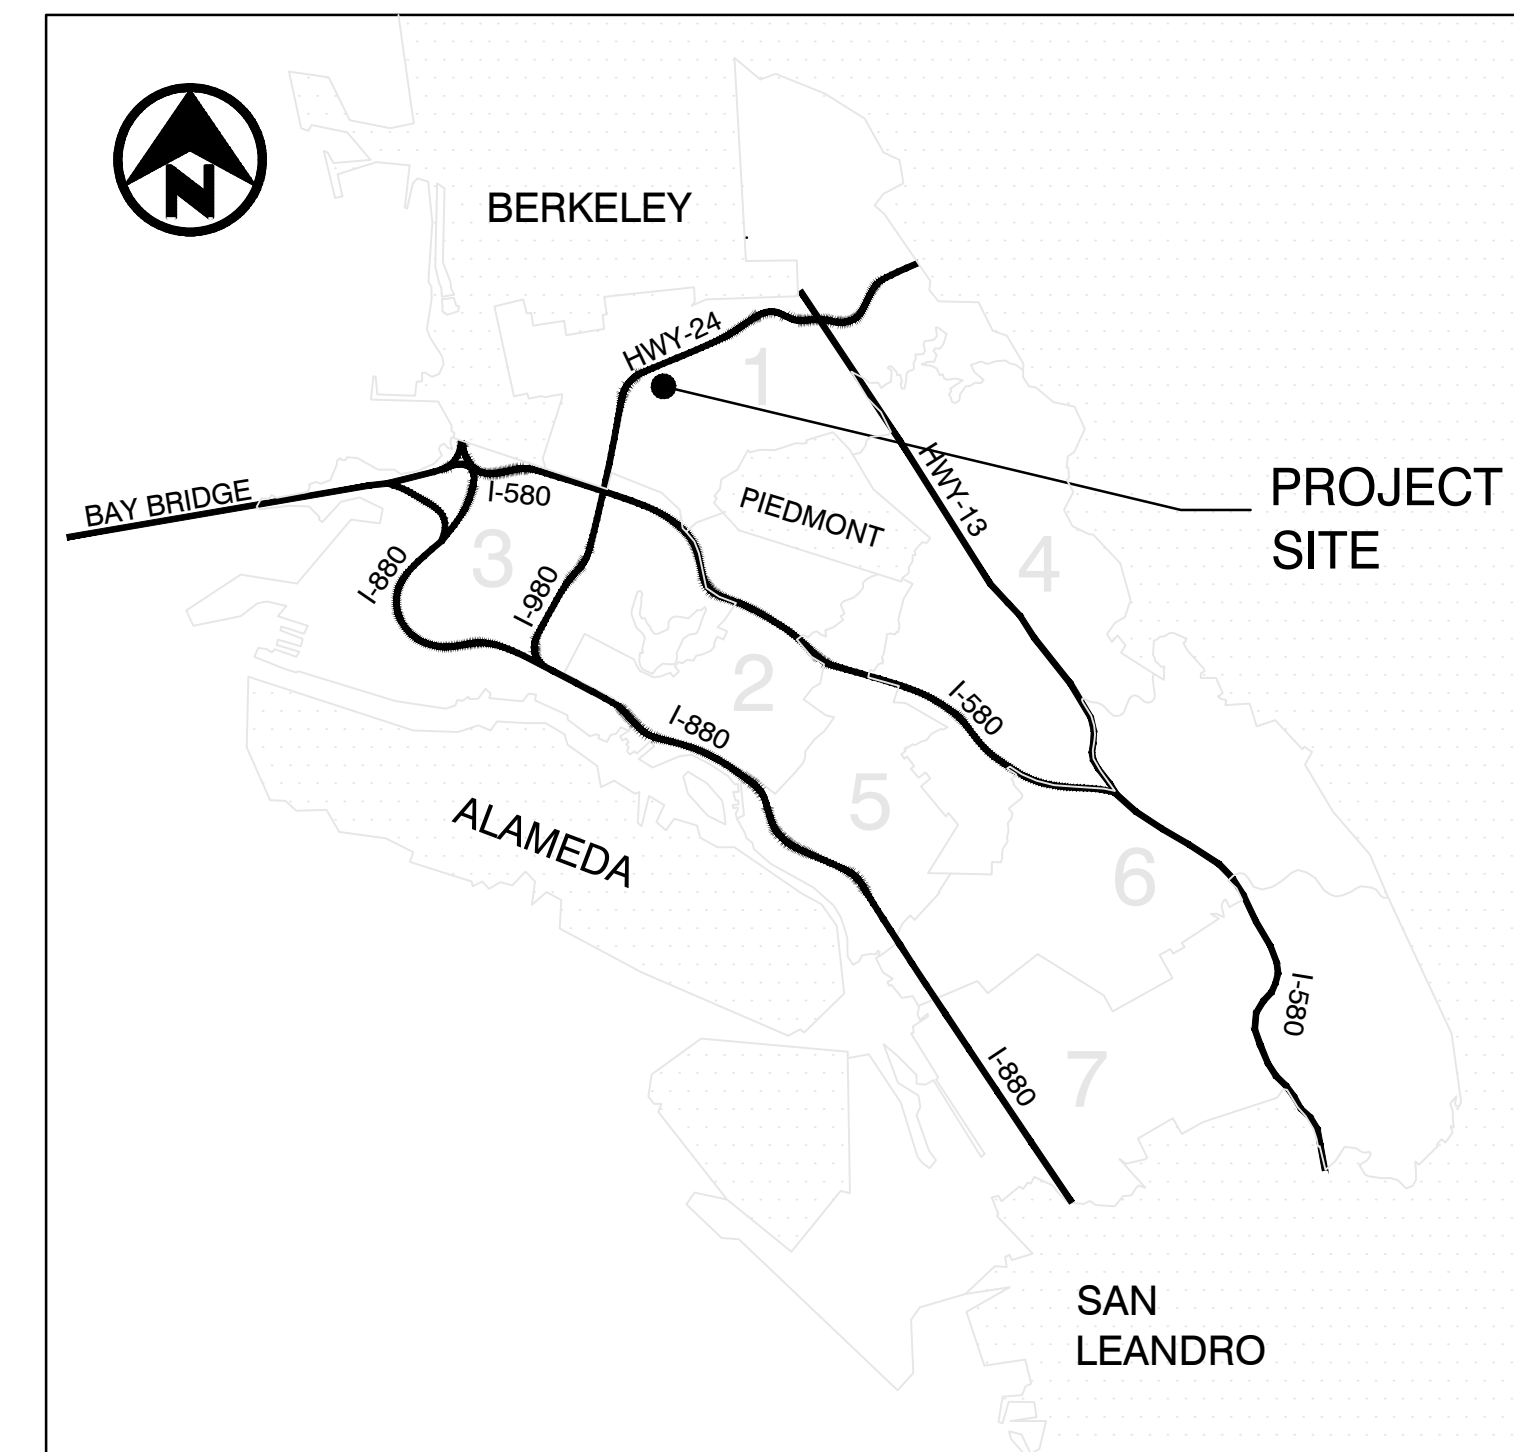 N
BERKELEY
HWY-24
1
PROJECT
SITE
HWY-13
BAY BRIDGE
I-580
PIEDMONT
3
I-880
I-980
4
2
I-580
I-880
5
ALAMEDA
6
I-580
7
I-880
SAN
LEANDRO